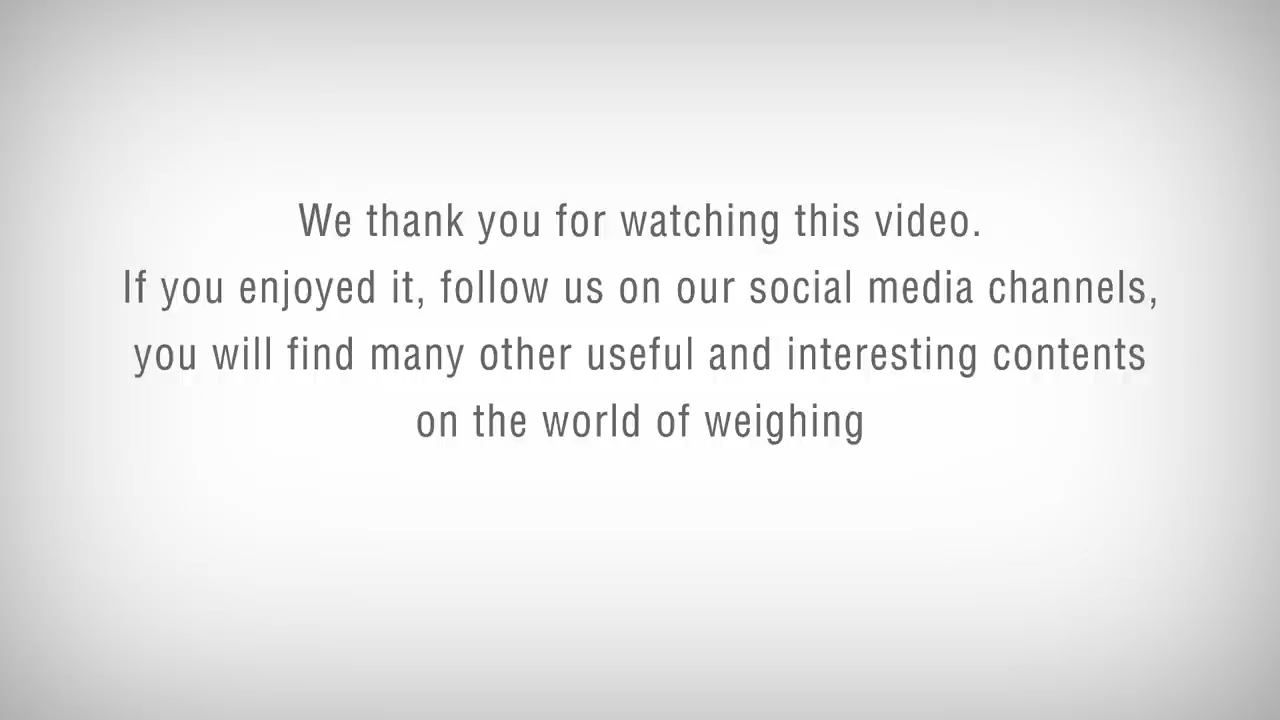 We thank you for watching this video.
If you enjoyed it, follow us on our social media channels,
you will find many other useful and interesting contents
on the world of weighing